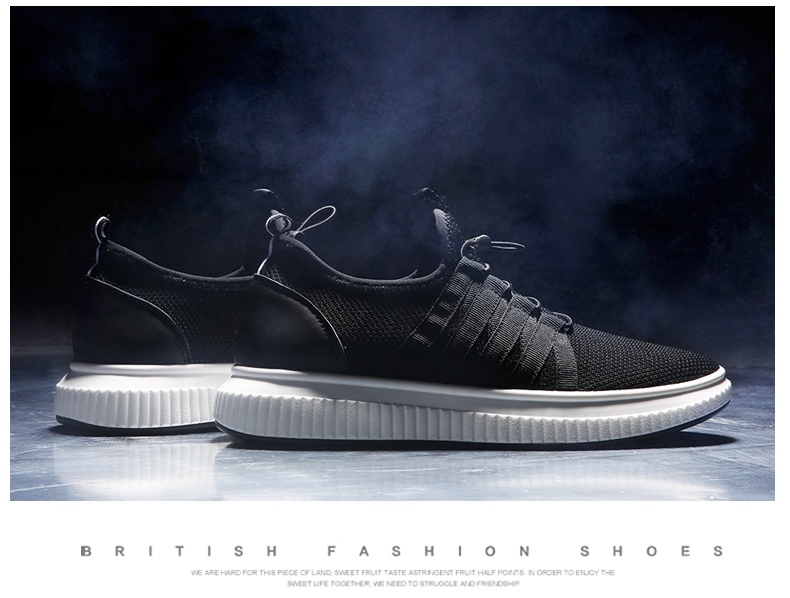 BRITISH FASHION SHOES
WE ARE HARD FOR THIS PIECE OF LAND, SWEET FRUIT TASTE ASTRINGENT FRUIT HALF POINTS. IN ORDER TO ENJOY THE
SWEET LIFE TOGETHER, WE NEED TO STRUGGLE AND FRIENDSHIP